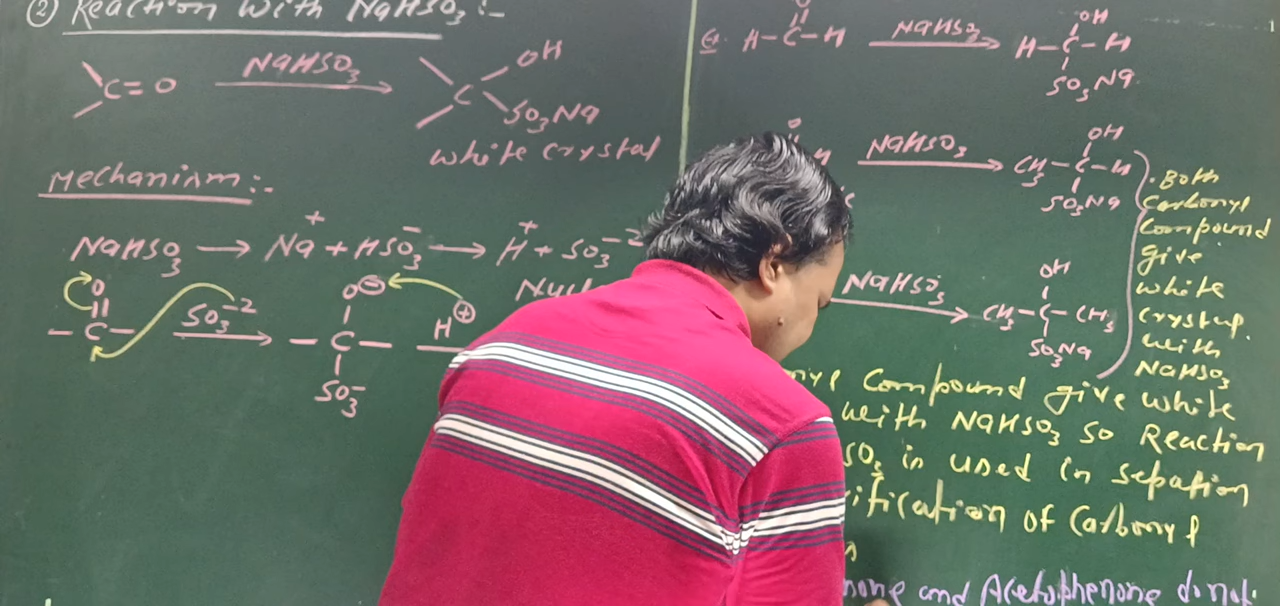 ② Reaction With NaHSO3 :-
C=O NaHSO3 → C OH
SO3Na
white crystal
Mechanism:-
NaHSO3 → Na+ + HSO3- → H+ + SO3-2
O O⊖
C SO3-2 → C H⊕
SO3-
O OH
H-C-H NaHSO3 → H-C-H
SO3Na
O OH
H NaHSO3 → CH3-C-H
SO3Na
OH
NaHSO3 → CH3-C-CH3
SO3Na
Both
Carbonyl
Compound
give
white
crystal.
with
NaHSO3
Compound give white
with NaHSO3 so Reaction
SO3 is used in sepation
of Carbonyl
and Acetophenone do not